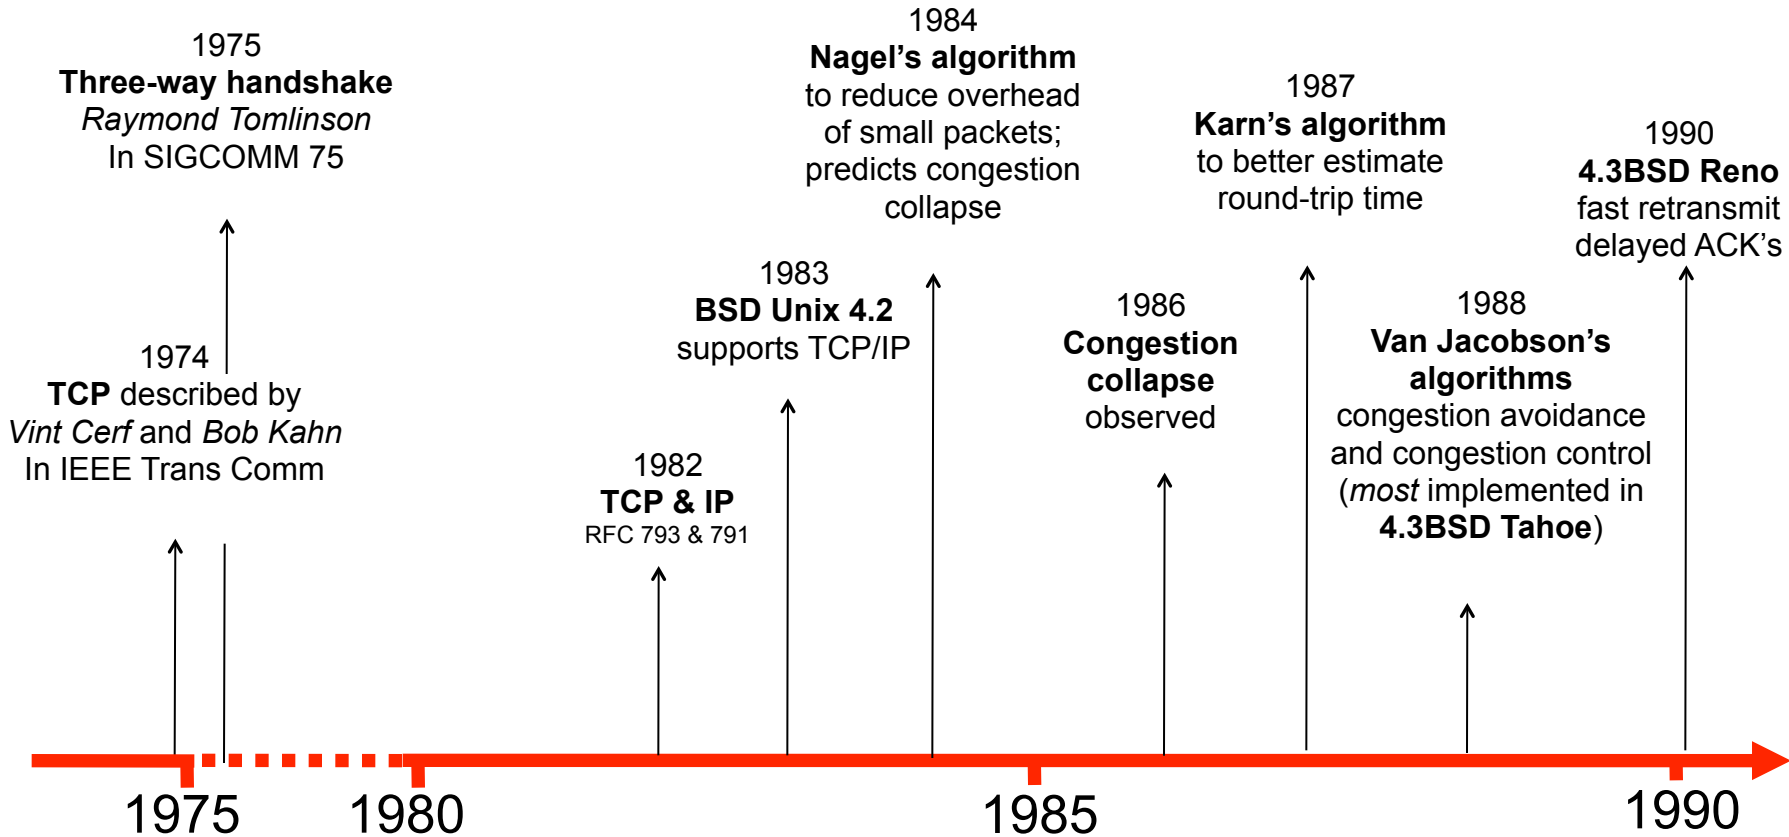 1975
Three-way handshake
Raymond Tomlinson
In SIGCOMM 75
1974
TCP described by
Vint Cerf and Bob Kahn
In IEEE Trans Comm
1982
TCP & IP
RFC 793 & 791
1983
BSD Unix 4.2
supports TCP/IP
1984
Nagel’s algorithm
to reduce overhead
of small packets;
predicts congestion
collapse
1986
Congestion
collapse
observed
1987
Karn’s algorithm
to better estimate
round-trip time
1988
Van Jacobson’s
algorithms
congestion avoidance
and congestion control
(most implemented in
4.3BSD Tahoe)
1990
4.3BSD Reno
fast retransmit
delayed ACK’s
1975
1980
1985
1990